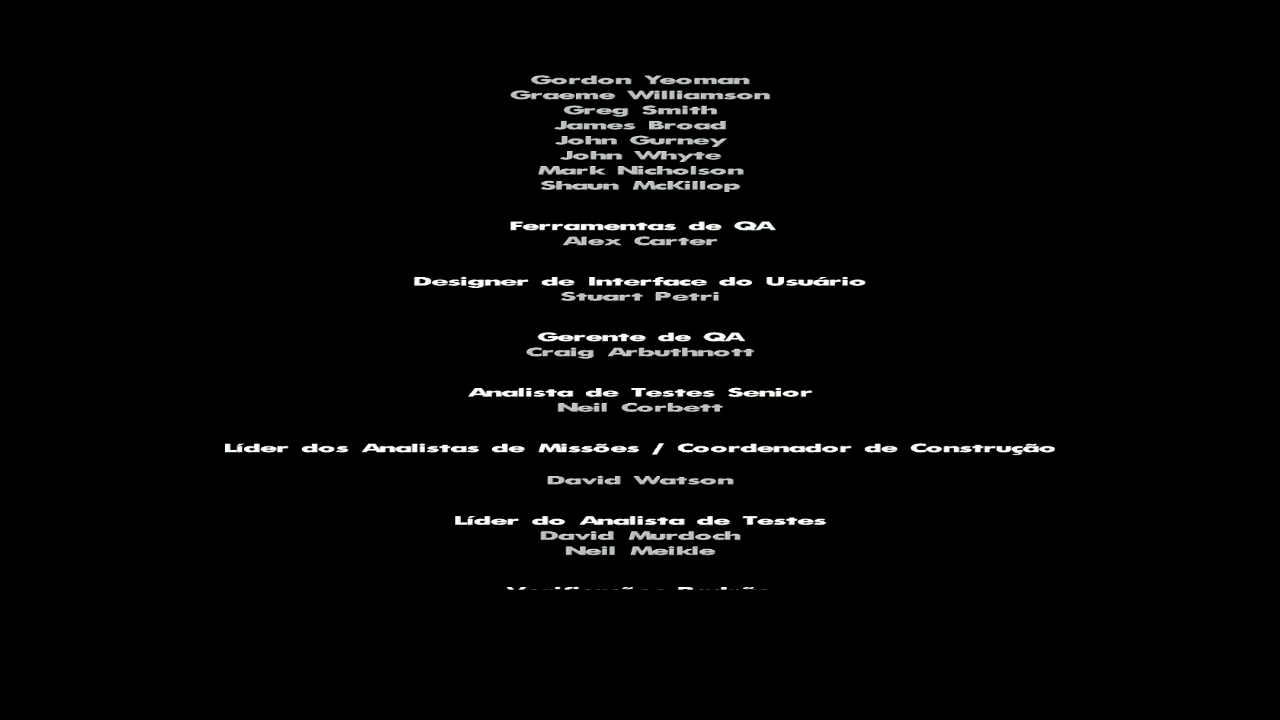 Gordon Yeoman
Graeme Williamson
Greg Smith
James Broad
John Gurney
John Whyte
Mark Nicholson
Shaun McKillop
Ferramentas de QA
Alex Carter
Designer de Interface do Usuário
Stuart Petri
Gerente de QA
Craig Arbuthnott
Analista de Testes Senior
Neil Corbett
Líder dos Analistas de Missões / Coordenador de Construção
David Watson
Líder do Analista de Testes
David Murdoch
Neil Meikle